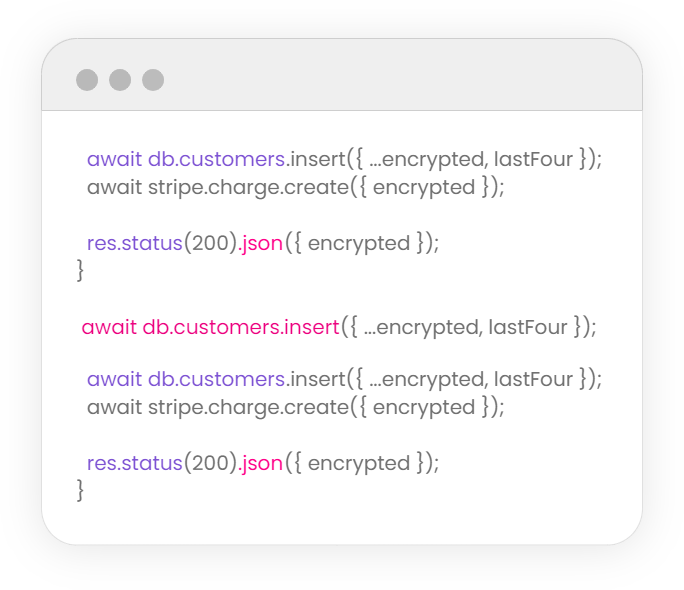 await db.customers.insert({ ...encrypted, lastFour });
await stripe.charge.create({ encrypted });
res.status(200).json({ encrypted });
}
await db.customers.insert({ ...encrypted, lastFour });
await db.customers.insert({ ...encrypted, lastFour });
await stripe.charge.create({ encrypted });
res.status(200).json({ encrypted });
}